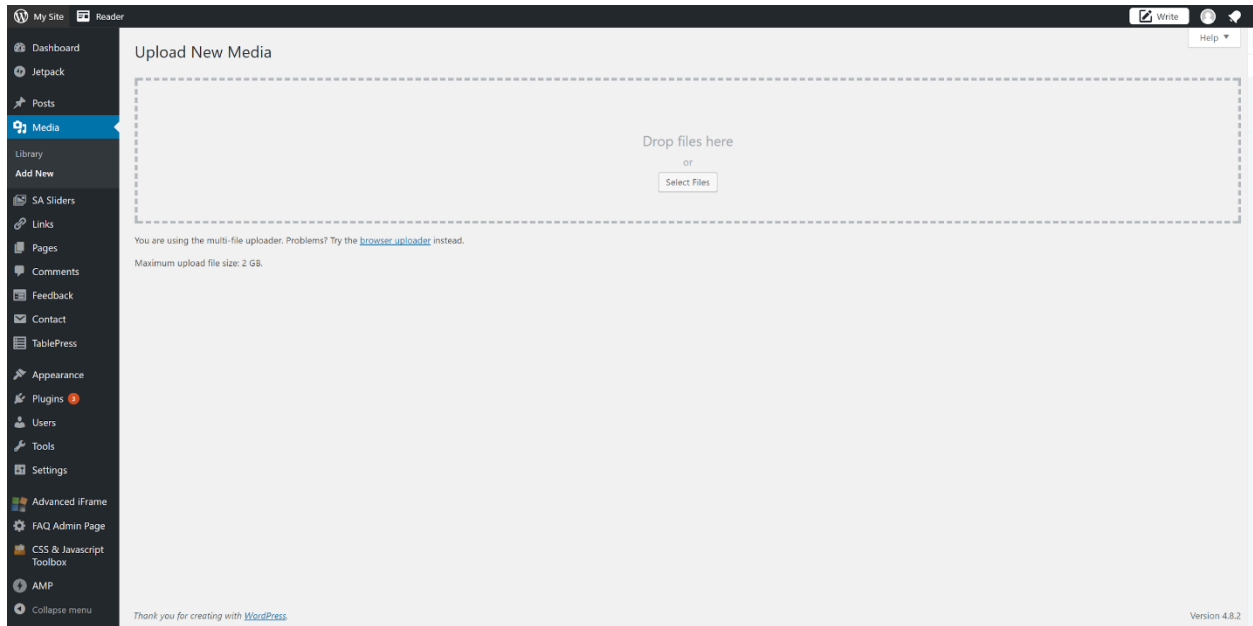 My Site Reader Write
Help ▼
Dashboard
Jetpack
Posts
Media
Library
Add New
SA Sliders
Links
Pages
Comments
Feedback
Contact
TablePress
Appearance
Plugins 3
Users
Tools
Settings
Advanced iFrame
FAQ Admin Page
CSS & Javascript
Toolbox
AMP
Collapse menu
Upload New Media
Drop files here
or
Select Files
You are using the multi-file uploader. Problems? Try the browser uploader instead.
Maximum upload file size: 2 GB.
Thank you for creating with WordPress.
Version 4.8.2